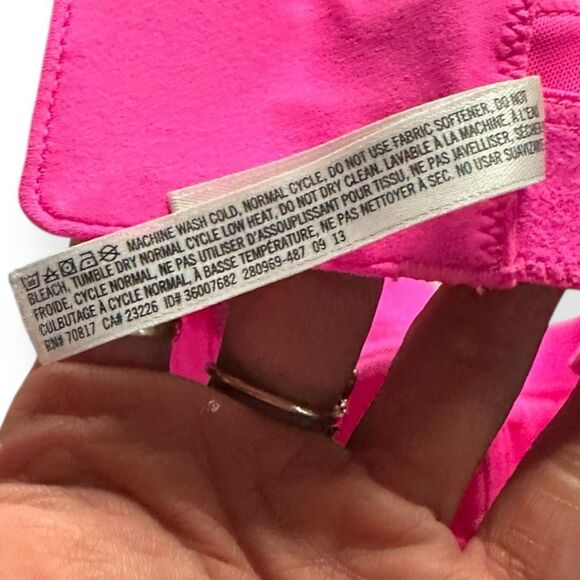 MACHINE WASH COLD, NORMAL CYCLE, DO NOT USE FABRIC SOFTENER, DO NOT
BLEACH, TUMBLE DRY NORMAL CYCLE LOW HEAT, DO NOT DRY CLEAN. LAVABLE À LA MACHINE, À L'EAU
FROIDE, CYCLE NORMAL. NE PAS UTILISER D'ASSOUPLISSANT POUR TISSU, NE PAS JAVELLISER, SÉCHER
CULBUTAGE À CYCLE NORMAL, À BASSE TEMPÉRATURE, NE PAS NETTOYER À SEC. NO USAR SUAVIZANTE
RN# 70817 CA# 23226 ID# 36007682 280969-487 09 13